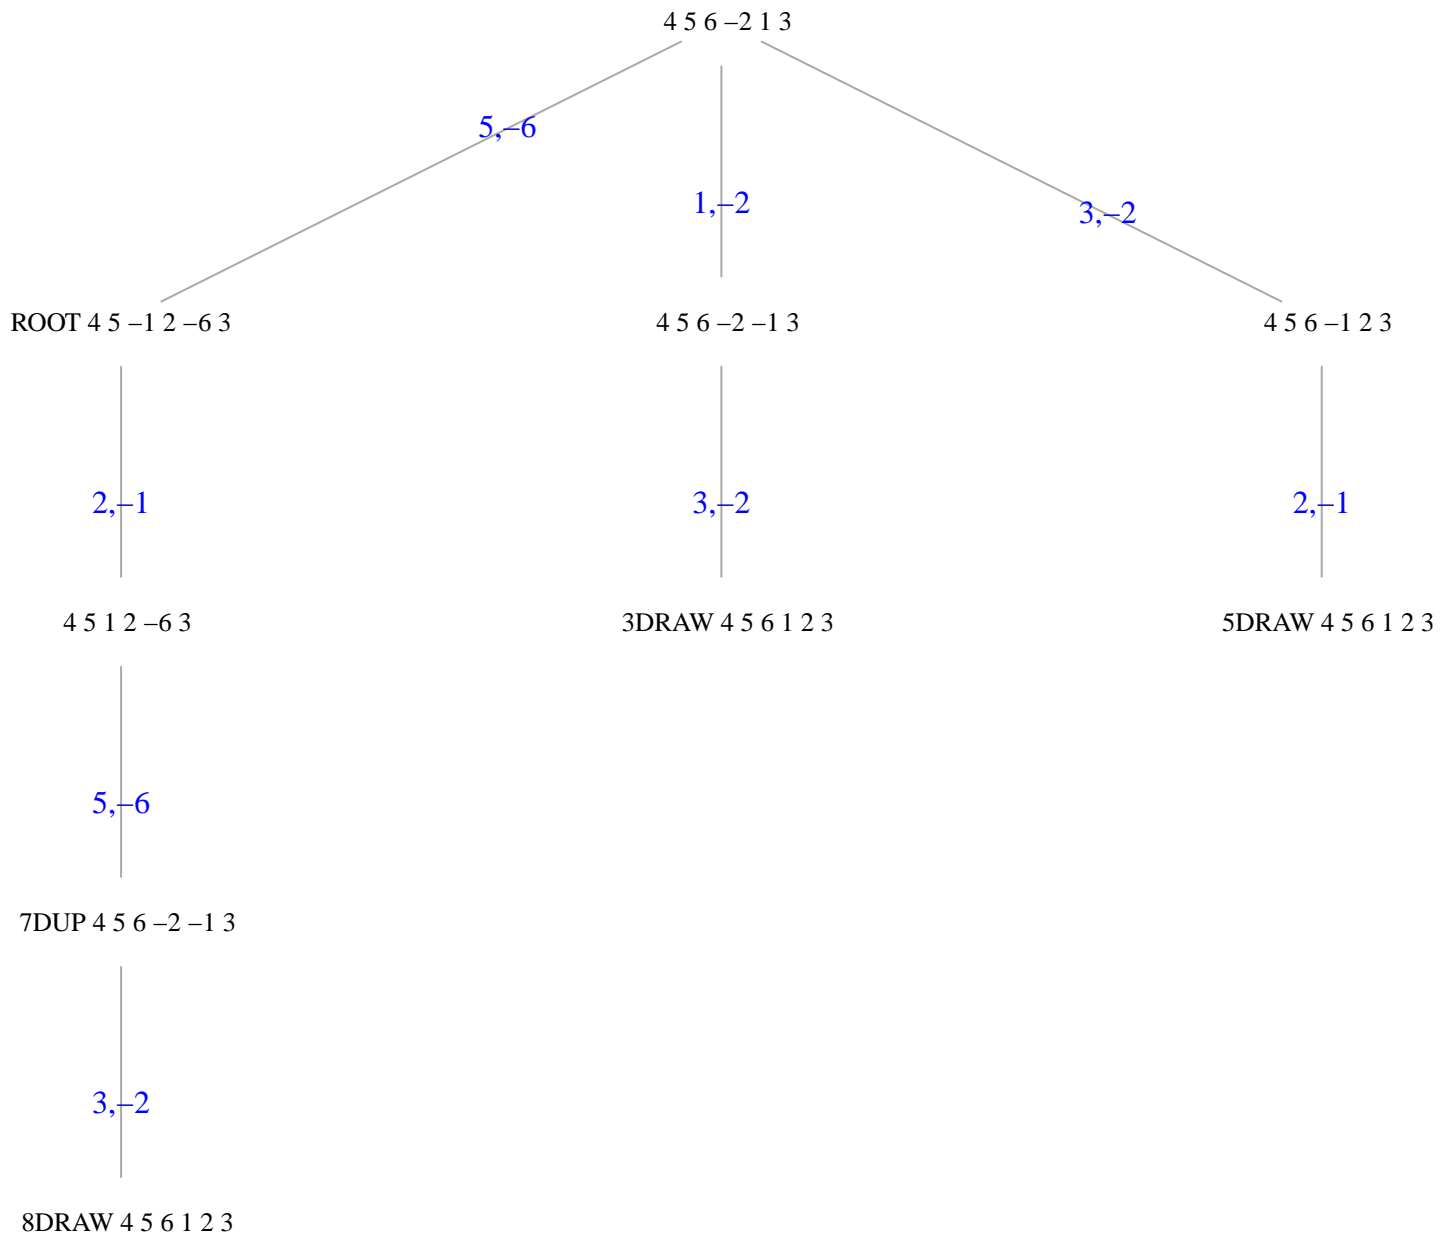 4 5 6 –2 1 3
5,–6
1,–2
3,–2
ROOT 4 5 –1 2 –6 3
4 5 6 –2 –1 3
4 5 6 –1 2 3
2,–1
3,–2
2,–1
4 5 1 2 –6 3
3DRAW 4 5 6 1 2 3
5DRAW 4 5 6 1 2 3
5,–6
7DUP 4 5 6 –2 –1 3
3,–2
8DRAW 4 5 6 1 2 3